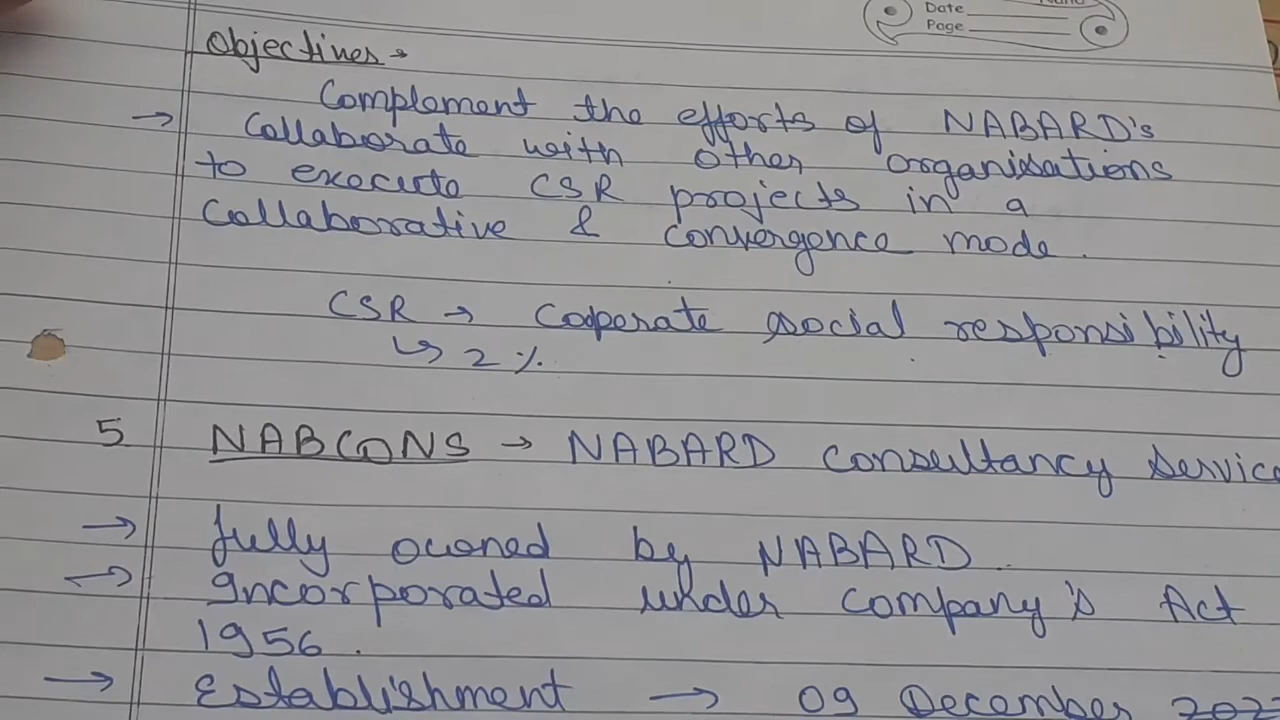 Date
Page
Objectives →
Complement the efforts of NABARD's
→ Collaborate with other organisations
to execute CSR projects in a
Collaborative & convergence mode.
CSR → Cooperate social responsibility
↳ 2%.
5 NABCONS → NABARD Consultancy Service
→ fully owned by NABARD.
→ Incorporated under Company's Act
1956.
→ Establishment → 09 December